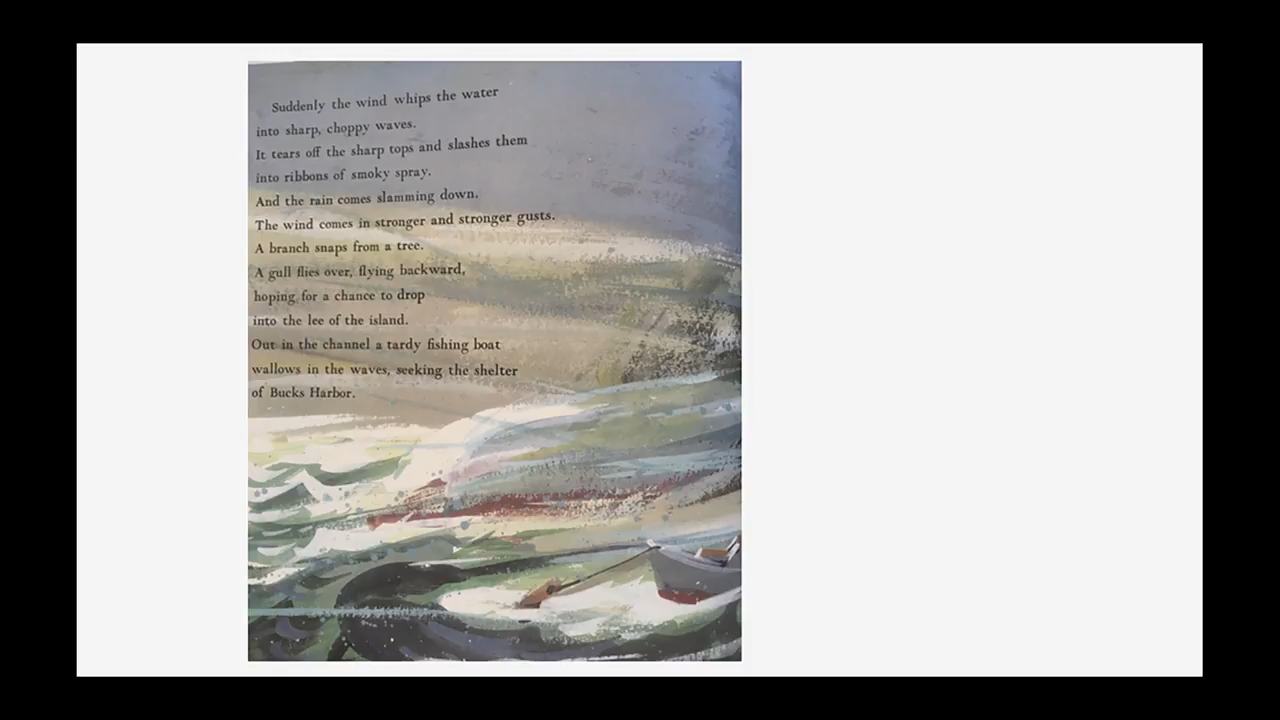 Suddenly the wind whips the water
into sharp, choppy waves.
It tears off the sharp tops and slashes them
into ribbons of smoky spray.
And the rain comes slamming down.
The wind comes in stronger and stronger gusts.
A branch snaps from a tree.
A gull flies over, flying backward,
hoping for a chance to drop
into the lee of the island.
Out in the channel a tardy fishing boat
wallows in the waves, seeking the shelter
of Bucks Harbor.